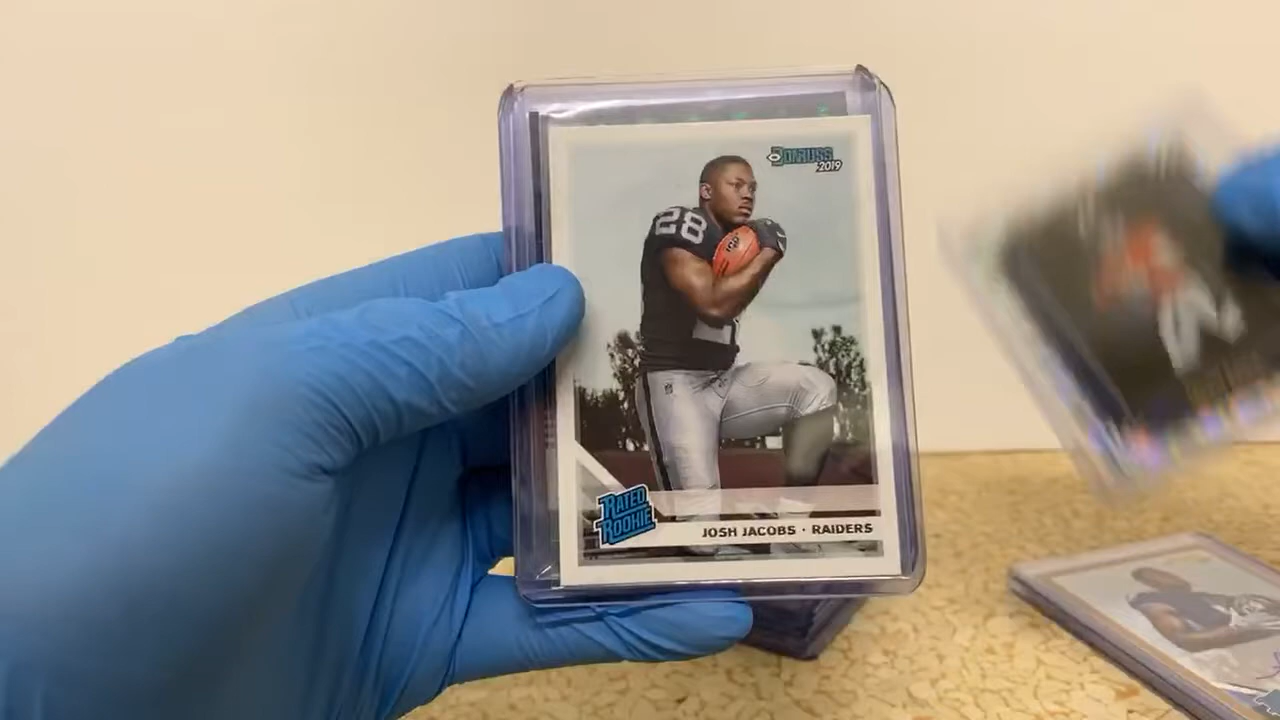 DONRUSS
2019
28
RATED
ROOKIE
JOSH JACOBS · RAIDERS